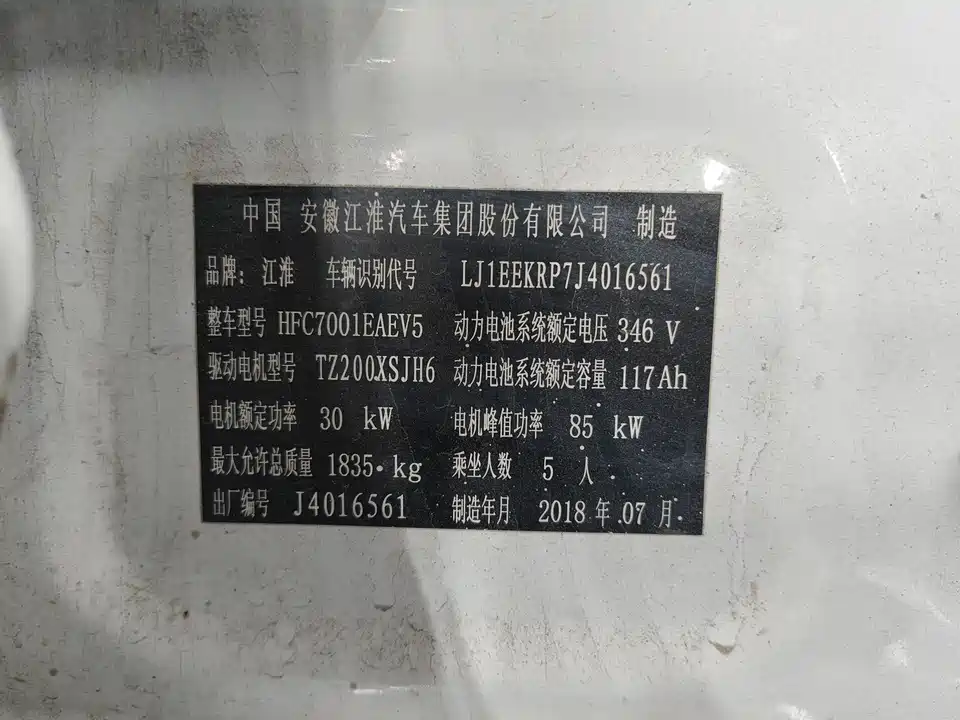 中国 安徽江淮汽车集团股份有限公司 制造
品牌: 江淮 车辆识别代号 LJ1EEKRP7J4016561
整车型号 HFC7001EAEV5 动力电池系统额定电压 346 V
驱动电机型号 TZ200XSJH6 动力电池系统额定容量 117Ah
电机额定功率 30 kW 电机峰值功率 85 kW
最大允许总质量 1835 kg 乘坐人数 5 人
出厂编号 J4016561 制造年月 2018 年 07 月